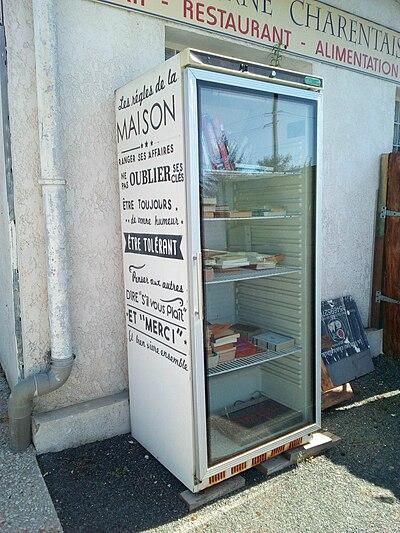 RNE CHARENTAIS
- RESTAURANT - ALIMENTATION
Les règles de la
MAISON
RANGER SES AFFAIRES
NE PAS OUBLIER SES CLÉS
ÊTRE TOUJOURS
de bonne humeur
ÊTRE TOLÉRANT
Penser aux autres
DIRE "S'il vous Plaît"
ET "MERCI"
Et bien vivre ensemble